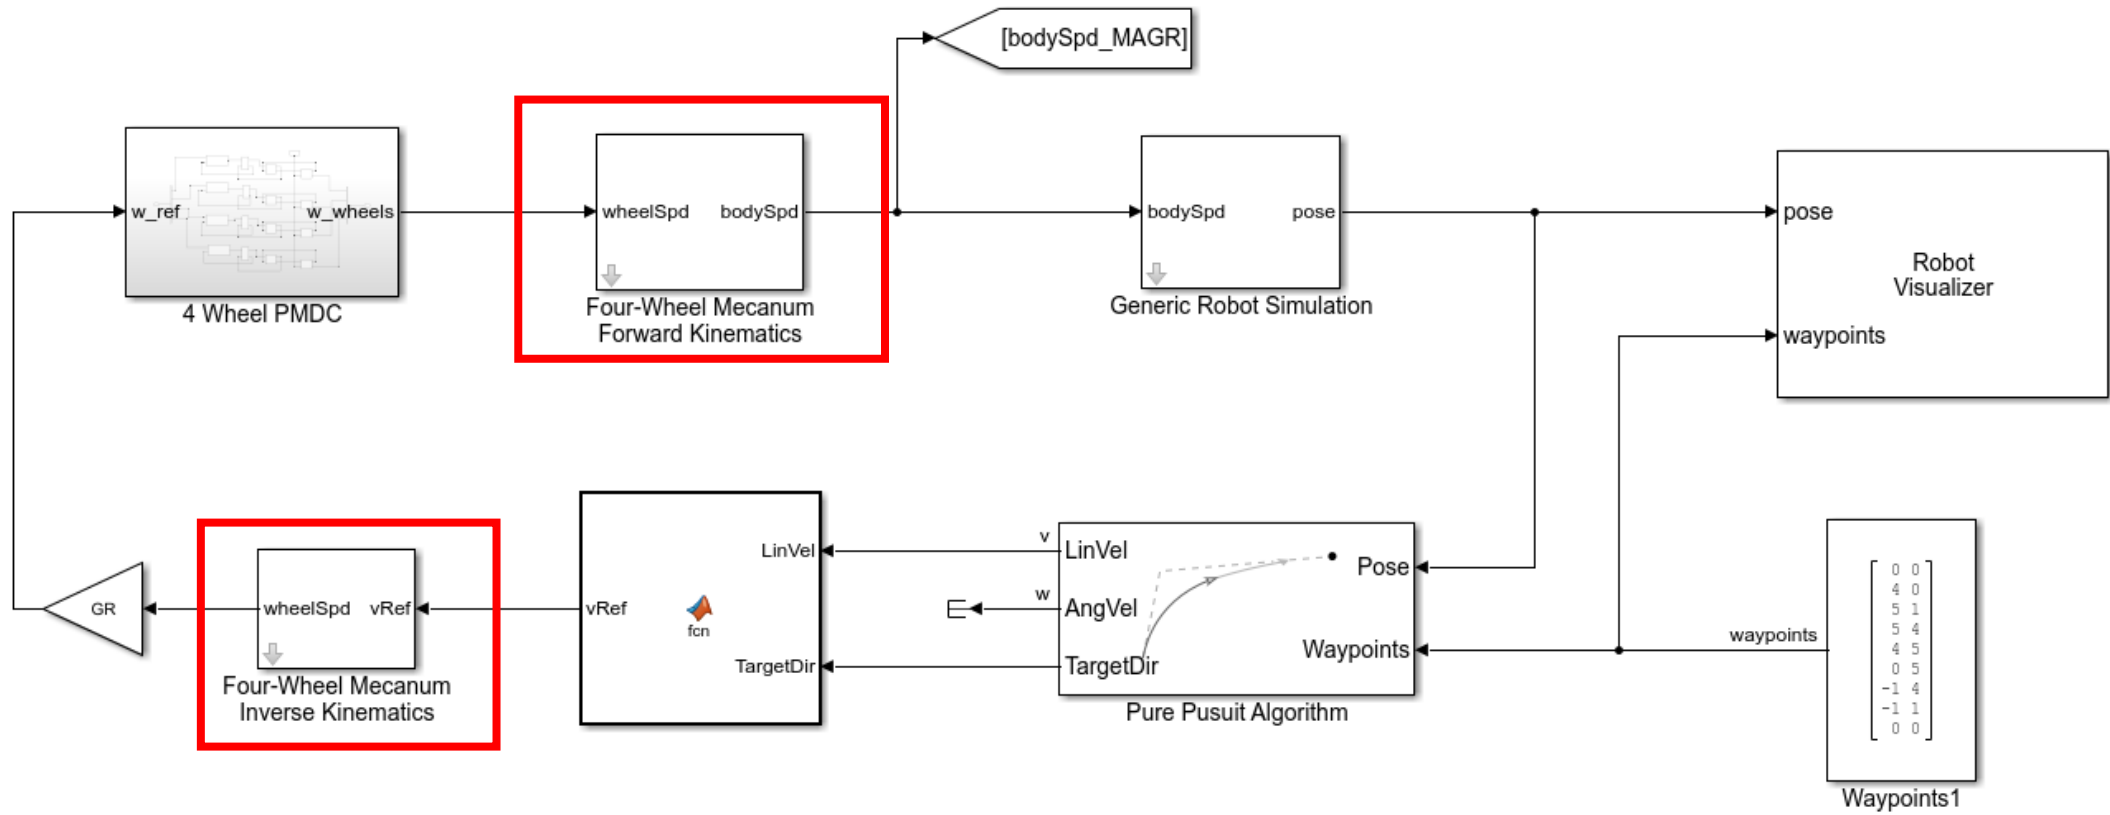 [bodySpd_MAGR]
w_ref
w_wheels
4 Wheel PMDC
wheelSpd
bodySpd
Four-Wheel Mecanum
Forward Kinematics
bodySpd
pose
Generic Robot Simulation
pose
Robot
Visualizer
waypoints
GR
wheelSpd
vRef
Four-Wheel Mecanum
Inverse Kinematics
LinVel
vRef
fcn
TargetDir
v
LinVel
w
AngVel
TargetDir
Pose
Waypoints
Pure Pusuit Algorithm
waypoints
0 0
4 0
5 1
5 4
4 5
0 5
−1 4
−1 1
0 0
Waypoints1